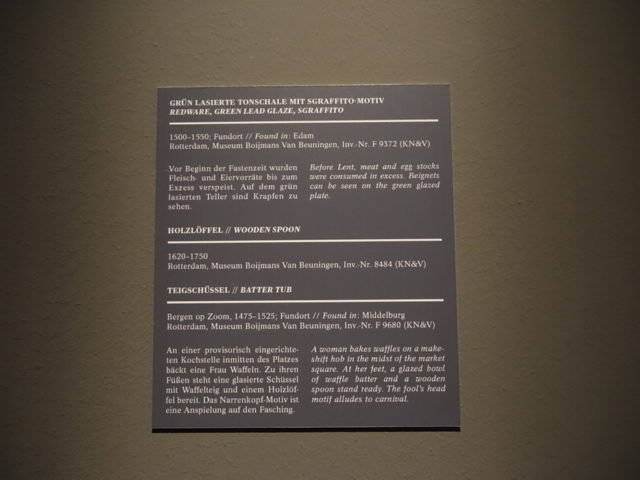 GRÜN LASIERTE TONSCHALE MIT SGRAFFITO-MOTIV
REDWARE, GREEN LEAD GLAZE, SGRAFFITO
1500–1550; Fundort // Found in: Edam
Rotterdam, Museum Boijmans Van Beuningen, Inv.-Nr. F 9372 (KN&V)
Vor Beginn der Fastenzeit wurden
Fleisch- und Eiervorräte bis zum
Exzess verspeist. Auf dem grün
lasierten Teller sind Krapfen zu
sehen.
Before Lent, meat and egg stocks
were consumed in excess. Beignets
can be seen on the green glazed
plate.
HOLZLÖFFEL // WOODEN SPOON
1620–1750
Rotterdam, Museum Boijmans Van Beuningen, Inv.-Nr. 8484 (KN&V)
TEIGSCHÜSSEL // BATTER TUB
Bergen op Zoom, 1475–1525; Fundort // Found in: Middelburg
Rotterdam, Museum Boijmans Van Beuningen, Inv.-Nr. F 9680 (KN&V)
An einer provisorisch eingerichte-
ten Kochstelle inmitten des Platzes
bäckt eine Frau Waffeln. Zu ihren
Füßen steht eine glasierte Schüssel
mit Waffelteig und einem Holzlöf-
fel bereit. Das Narrenkopf-Motiv ist
eine Anspielung auf den Fasching.
A woman bakes waffles on a make-
shift hob in the midst of the market
square. At her feet, a glazed bowl
of waffle batter and a wooden
spoon stand ready. The fool's head
motif alludes to carnival.